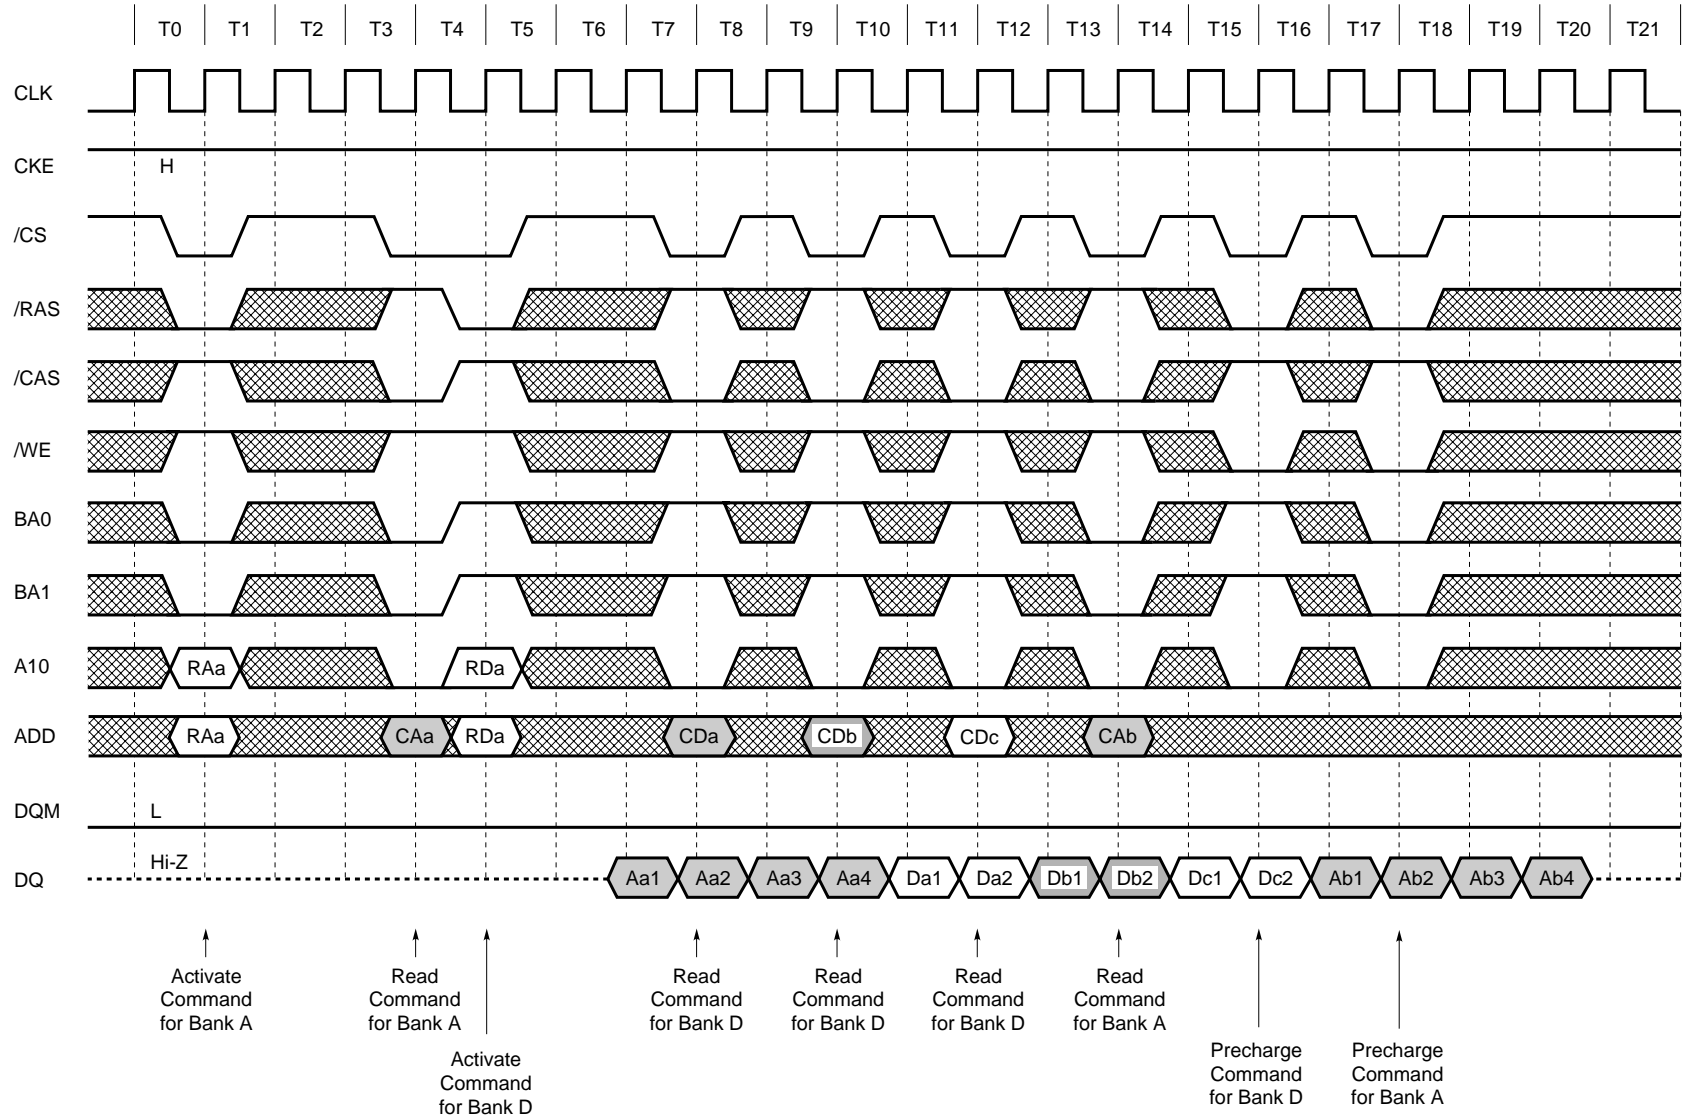 T0 T1 T2 T3 T4 T5 T6 T7 T8 T9 T10 T11 T12 T13 T14 T15 T16 T17 T18 T19 T20 T21
CLK
CKE H
/CS
/RAS
/CAS
/WE
BA0
BA1
A10 RAa RDa
ADD RAa CAa RDa CDa CDb CDc CAb
DQM L
Hi-Z
DQ Aa1 Aa2 Aa3 Aa4 Da1 Da2 Db1 Db2 Dc1 Dc2 Ab1 Ab2 Ab3 Ab4
Activate
Command
for Bank A
Read
Command
for Bank A
Activate
Command
for Bank D
Read
Command
for Bank D
Read
Command
for Bank D
Read
Command
for Bank D
Read
Command
for Bank A
Precharge
Command
for Bank D
Precharge
Command
for Bank A